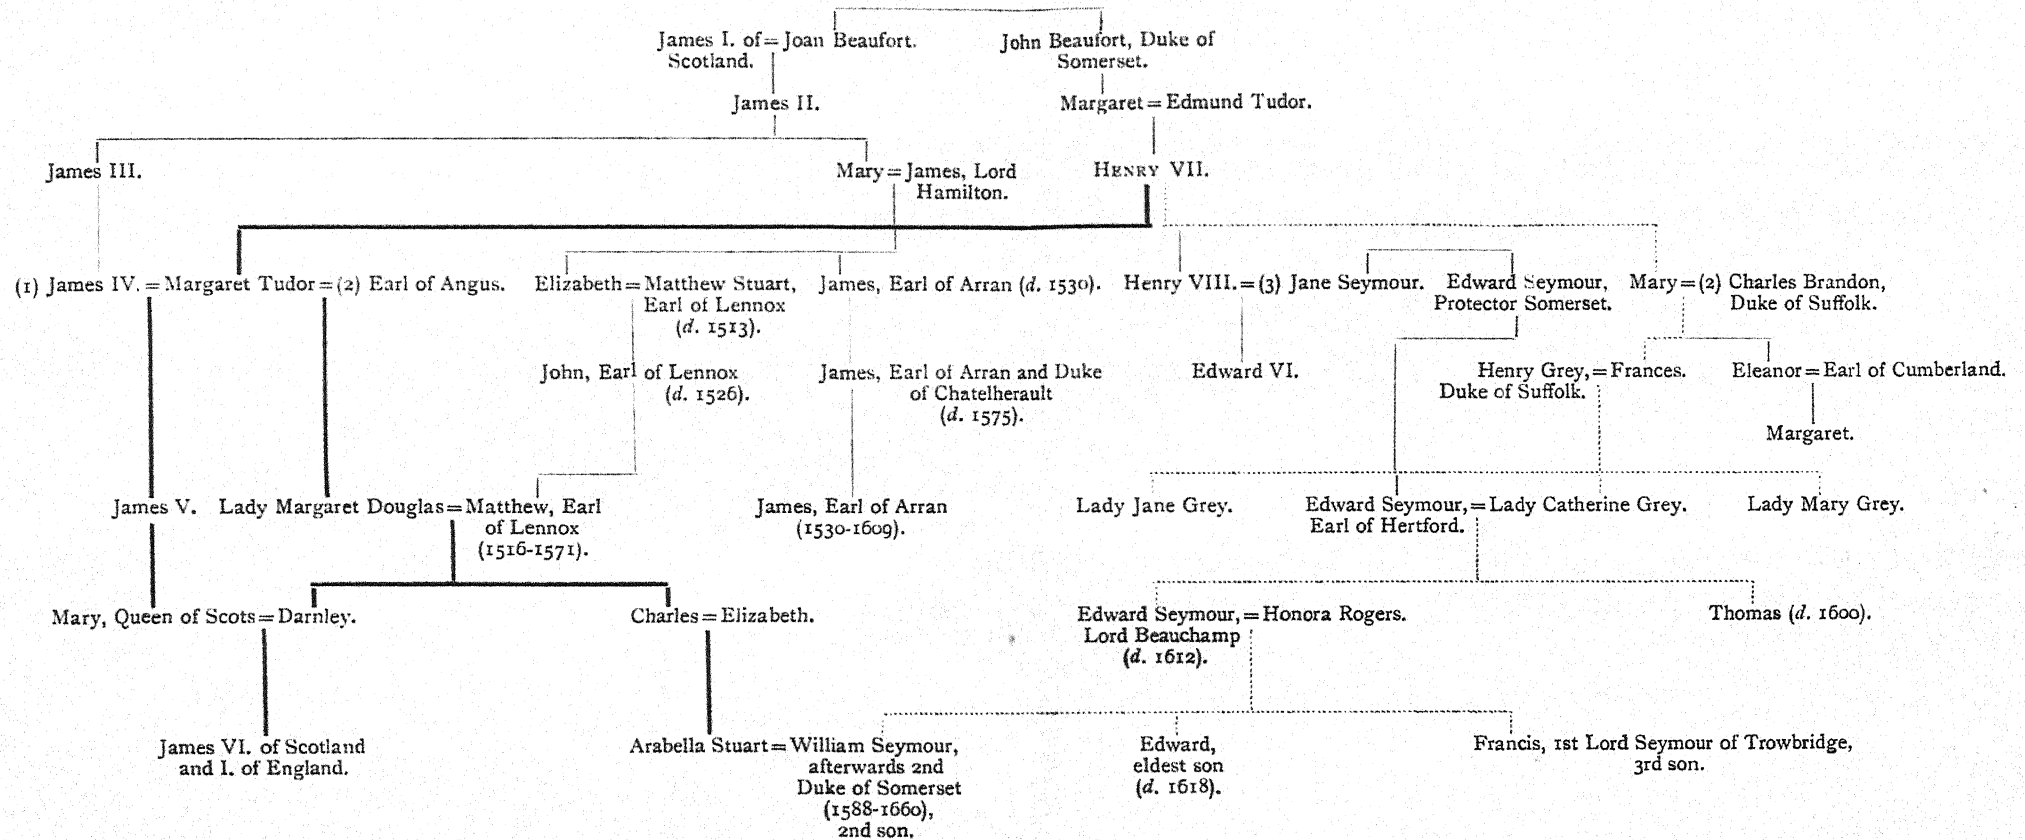 James I. of = Joan Beaufort. John Beaufort, Duke of
Scotland. Somerset.
James II. Margaret = Edmund Tudor.
James III. Mary = James, Lord HENRY VII.
Hamilton.
(1) James IV. = Margaret Tudor = (2) Earl of Angus. Elizabeth = Matthew Stuart, James, Earl of Arran (d. 1530). Henry VIII. = (3) Jane Seymour. Edward Seymour, Mary = (2) Charles Brandon,
Earl of Lennox Protector Somerset. Duke of Suffolk.
(d. 1513).
John, Earl of Lennox James, Earl of Arran and Duke Edward VI. Henry Grey, = Frances. Eleanor = Earl of Cumberland.
(d. 1526). of Chatelherault Duke of Suffolk.
(d. 1575).
Margaret.
James V. Lady Margaret Douglas = Matthew, Earl James, Earl of Arran Lady Jane Grey. Edward Seymour, = Lady Catherine Grey. Lady Mary Grey.
of Lennox (1530-1609). Earl of Hertford.
(1516-1571).
Mary, Queen of Scots = Darnley. Charles = Elizabeth. Edward Seymour, = Honora Rogers. Thomas (d. 1600).
Lord Beauchamp
(d. 1612).
James VI. of Scotland Arabella Stuart = William Seymour, Edward, Francis, 1st Lord Seymour of Trowbridge,
and I. of England. afterwards 2nd eldest son 3rd son.
Duke of Somerset (d. 1618).
(1588-1660),
2nd son.